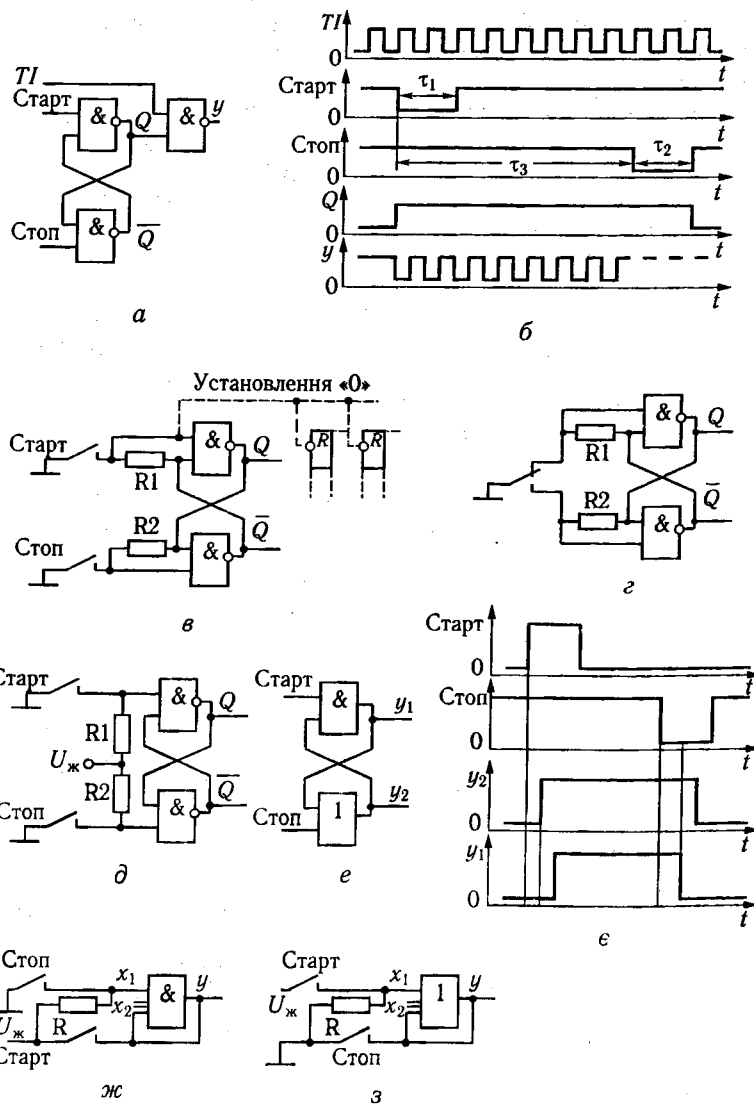 TI
Старт
&
Q
&
y
Стоп
&
Q̅
а
TI
0
t
Старт
τ₁
0
t
Стоп
τ₃
τ₂
0
t
Q
0
t
y
0
t
б
Установлення «0»
Старт
R1
&
Q
R
R
Стоп
R2
&
Q̅
в
R1
&
Q
R2
&
Q̅
г
Старт
R1
Uж
R2
Стоп
&
Q
&
Q̅
д
Старт
&
y₁
Стоп
1
y₂
е
Старт
0
t
Стоп
0
t
y₂
0
t
y₁
0
t
є
Стоп
x₁
&
y
R
x₂
Uж
Старт
ж
Старт
x₁
1
y
Uж
R
x₂
Стоп
з